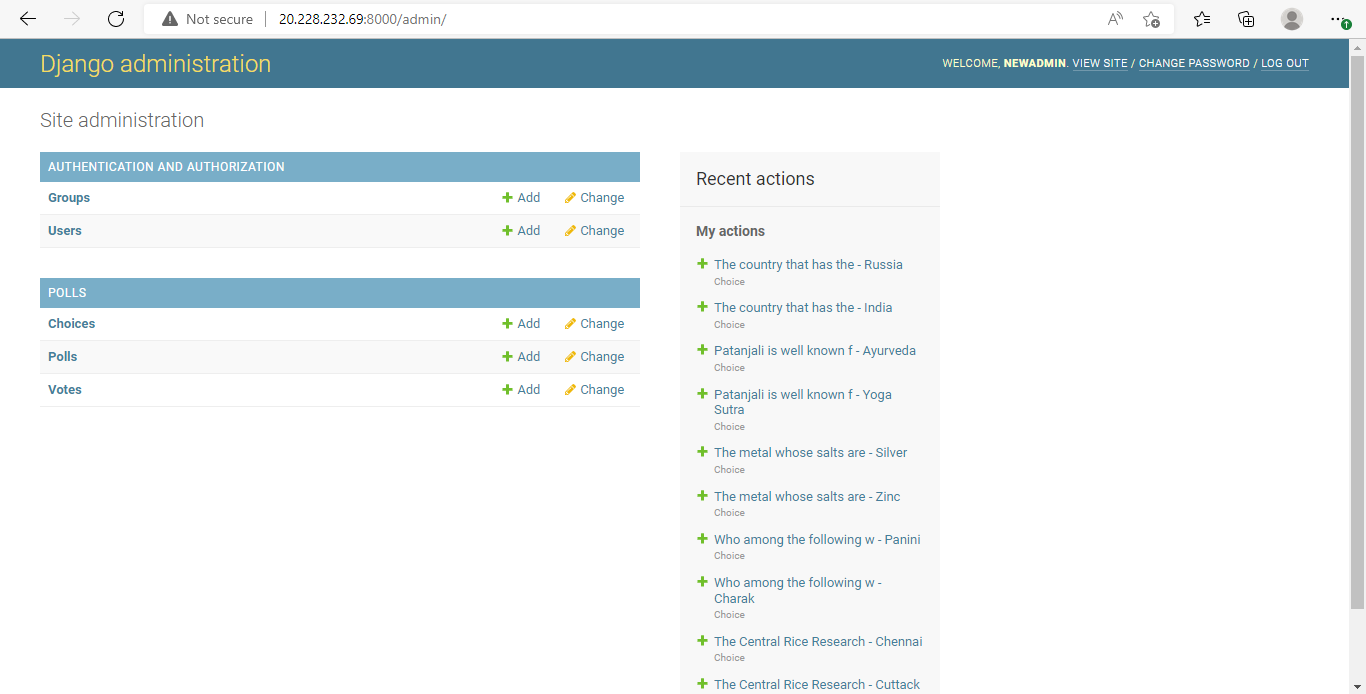 Not secure
20.228.232.69:8000/admin/
Django administration
WELCOME, NEWADMIN. VIEW SITE / CHANGE PASSWORD / LOG OUT
Site administration
AUTHENTICATION AND AUTHORIZATION
Groups Add Change
Users Add Change
POLLS
Choices Add Change
Polls Add Change
Votes Add Change
Recent actions
My actions
The country that has the - Russia
Choice
The country that has the - India
Choice
Patanjali is well known f - Ayurveda
Choice
Patanjali is well known f - Yoga
Sutra
Choice
The metal whose salts are - Silver
Choice
The metal whose salts are - Zinc
Choice
Who among the following w - Panini
Choice
Who among the following w -
Charak
Choice
The Central Rice Research - Chennai
Choice
The Central Rice Research - Cuttack